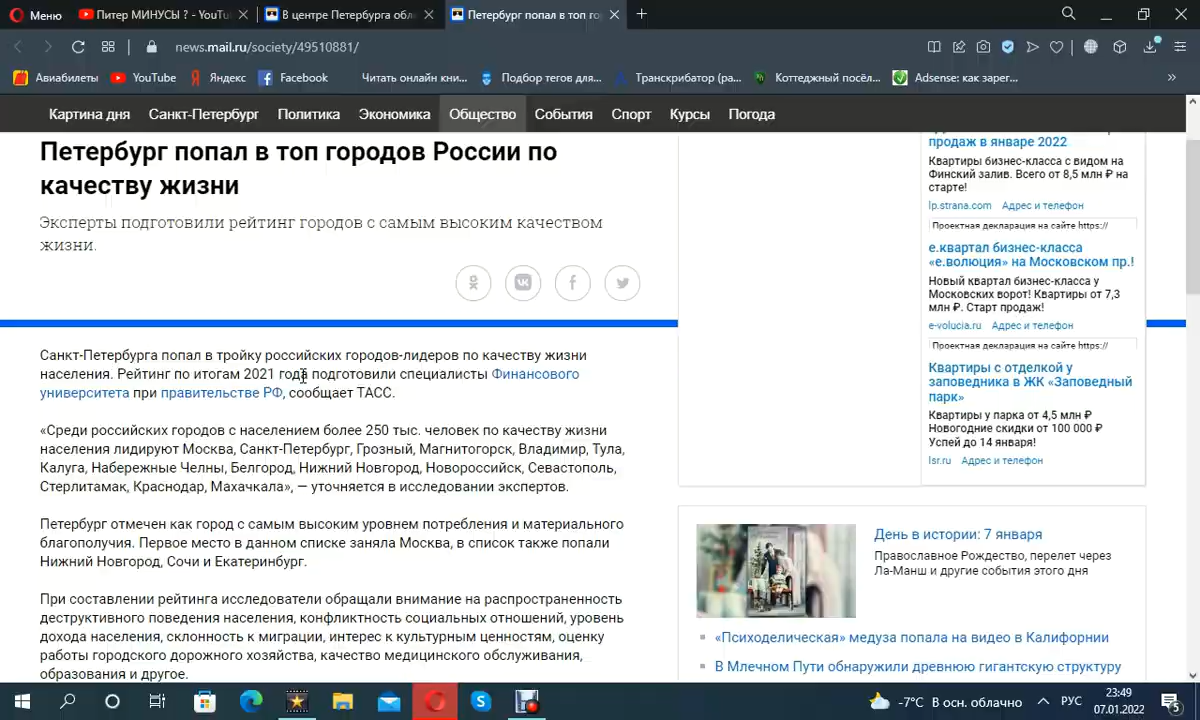 Меню
Питер МИНУСЫ ? - YouTu
В центре Петербурга обл
Петербург попал в топ го
news.mail.ru/society/49510881/
Авиабилеты
YouTube
Яндекс
Facebook
Читать онлайн кни...
Подбор тегов для...
Транскрибатор (ра...
Коттеджный посёл...
Adsense: как зарег...
Картина дня
Санкт-Петербург
Политика
Экономика
Общество
События
Спорт
Курсы
Погода
Петербург попал в топ городов России по
качеству жизни
Эксперты подготовили рейтинг городов с самым высоким качеством
жизни.
Санкт-Петербурга попал в тройку российских городов-лидеров по качеству жизни
населения. Рейтинг по итогам 2021 года подготовили специалисты Финансового
университета при правительстве РФ, сообщает ТАСС.
«Среди российских городов с населением более 250 тыс. человек по качеству жизни
населения лидируют Москва, Санкт-Петербург, Грозный, Магнитогорск, Владимир, Тула,
Калуга, Набережные Челны, Белгород, Нижний Новгород, Новороссийск, Севастополь,
Стерлитамак, Краснодар, Махачкала», — уточняется в исследовании экспертов.
Петербург отмечен как город с самым высоким уровнем потребления и материального
благополучия. Первое место в данном списке заняла Москва, в список также попали
Нижний Новгород, Сочи и Екатеринбург.
При составлении рейтинга исследователи обращали внимание на распространенность
деструктивного поведения населения, конфликтность социальных отношений, уровень
дохода населения, склонность к миграции, интерес к культурным ценностям, оценку
работы городского дорожного хозяйства, качество медицинского обслуживания,
образования и другое.
продаж в январе 2022
Квартиры бизнес-класса с видом на
Финский залив. Всего от 8,5 млн ₽ на
старте!
lp.strana.com Адрес и телефон
Проектная декларация на сайте https://
е.квартал бизнес-класса
«е.волюция» на Московском пр.!
Новый квартал бизнес-класса у
Московских ворот! Квартиры от 7,3
млн ₽. Старт продаж!
e-volucia.ru Адрес и телефон
Проектная декларация на сайте https://
Квартиры с отделкой у
заповедника в ЖК «Заповедный
парк»
Квартиры у парка от 4,5 млн ₽
Новогодние скидки от 100 000 ₽
Успей до 14 января!
lsr.ru Адрес и телефон
День в истории: 7 января
Православное Рождество, перелет через
Ла-Манш и другие события этого дня
«Психоделическая» медуза попала на видео в Калифорнии
В Млечном Пути обнаружили древнюю гигантскую структуру
-7°C В осн. облачно
РУС
23:49
07.01.2022
5